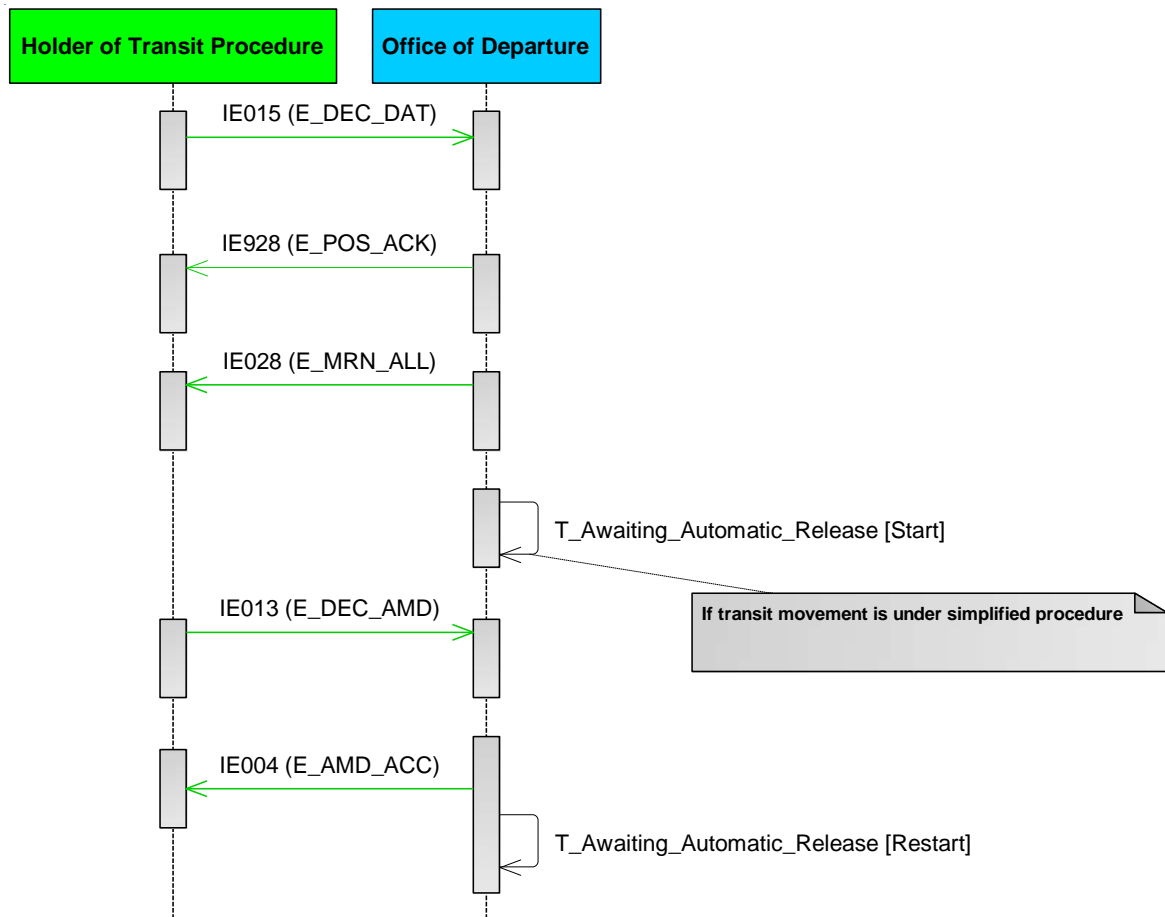 Holder of Transit Procedure
Office of Departure
IE015 (E_DEC_DAT)
IE928 (E_POS_ACK)
IE028 (E_MRN_ALL)
T_Awaiting_Automatic_Release [Start]
IE013 (E_DEC_AMD)
If transit movement is under simplified procedure
IE004 (E_AMD_ACC)
T_Awaiting_Automatic_Release [Restart]